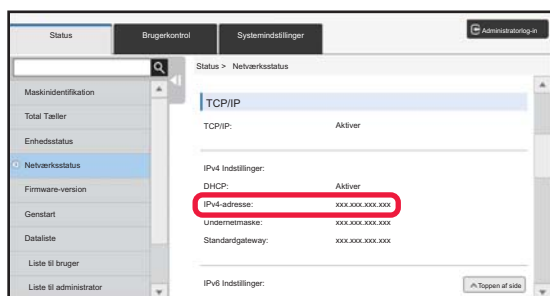 Status
Brugerkontrol
Systemindstillinger
Administratorlog-in
Status > Netværksstatus
Maskinidentifikation
Total Tæller
Enhedsstatus
Netværksstatus
Firmware-version
Genstart
Dataliste
Liste til bruger
Liste til administrator
TCP/IP
TCP/IP: Aktiver
IPv4 Indstillinger:
DHCP: Aktiver
IPv4-adresse: xxx.xxx.xxx.xxx
Undernetmaske: xxx.xxx.xxx.xxx
Standardgateway: xxx.xxx.xxx.xxx
IPv6 Indstillinger:
Toppen af side